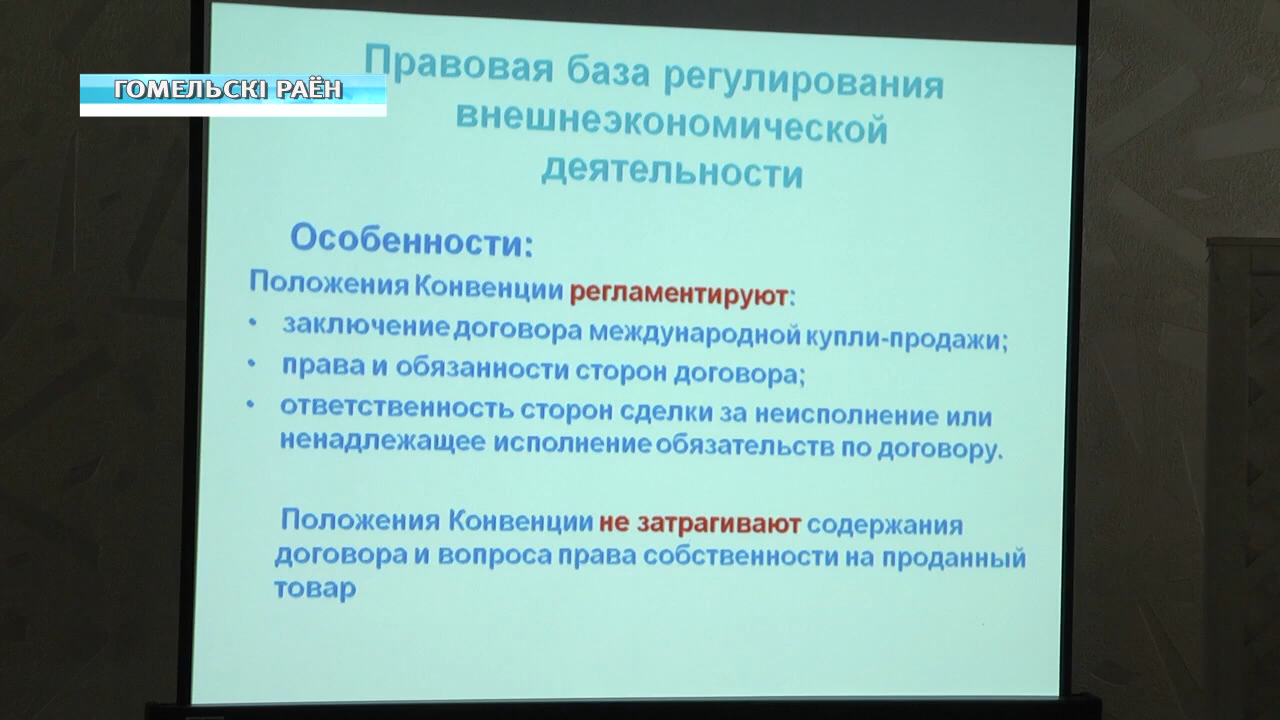 ГОМЕЛЬСКІ РАЁН
Правовая база регулирования
внешнеэкономической
деятельности
Особенности:
Положения Конвенции регламентируют:
• заключение договора международной купли-продажи;
• права и обязанности сторон договора;
• ответственность сторон сделки за неисполнение или
ненадлежащее исполнение обязательств по договору.
Положения Конвенции не затрагивают содержания
договора и вопроса права собственности на проданный
товар